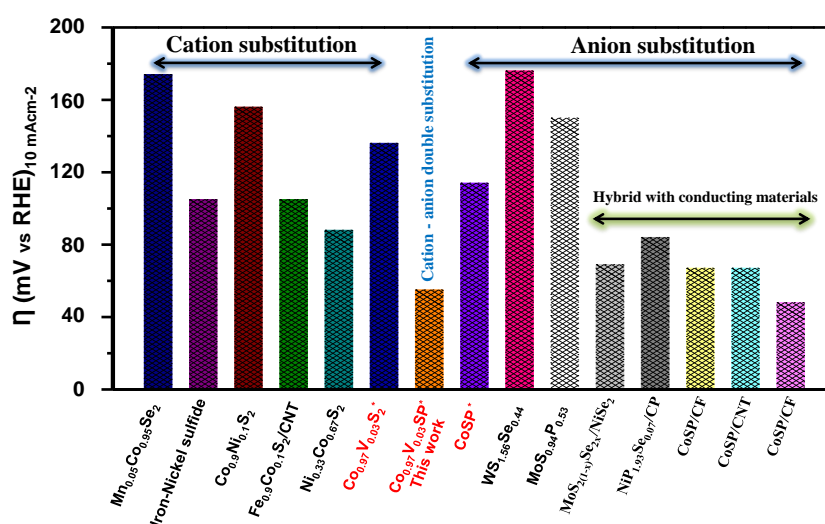 200
160
120
80
40
0
η (mV vs RHE)10 mAcm-2
Cation substitution
Cation - anion double substitution
Anion substitution
Hybrid with conducting materials
Mn0.05Co0.95Se2
Iron-Nickel sulfide
Co0.9Ni0.1S2
Fe0.9Co0.1S2/CNT
Ni0.33Co0.67S2
Co0.97V0.03S2*
Co0.97V0.03SP*
This work
CoSP*
WS1.56Se0.44
MoS0.94P0.53
MoS2(1-x)Se2x/NiSe2
NiP1.93Se0.07/CP
CoSP/CF
CoSP/CNT
CoSP/CF